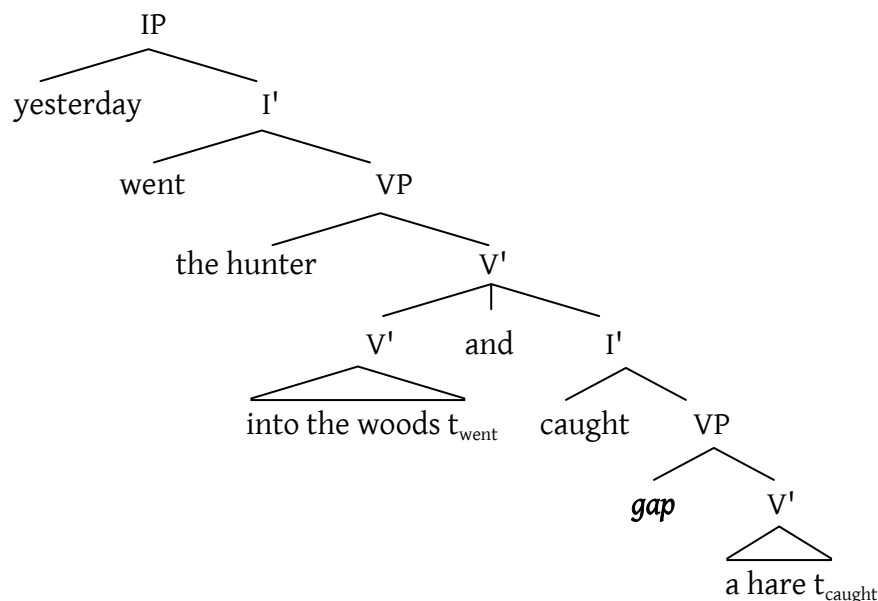 IP
yesterday I'
went VP
the hunter V'
V' and I'
into the woods t_went caught VP
gap V'
a hare t_caught